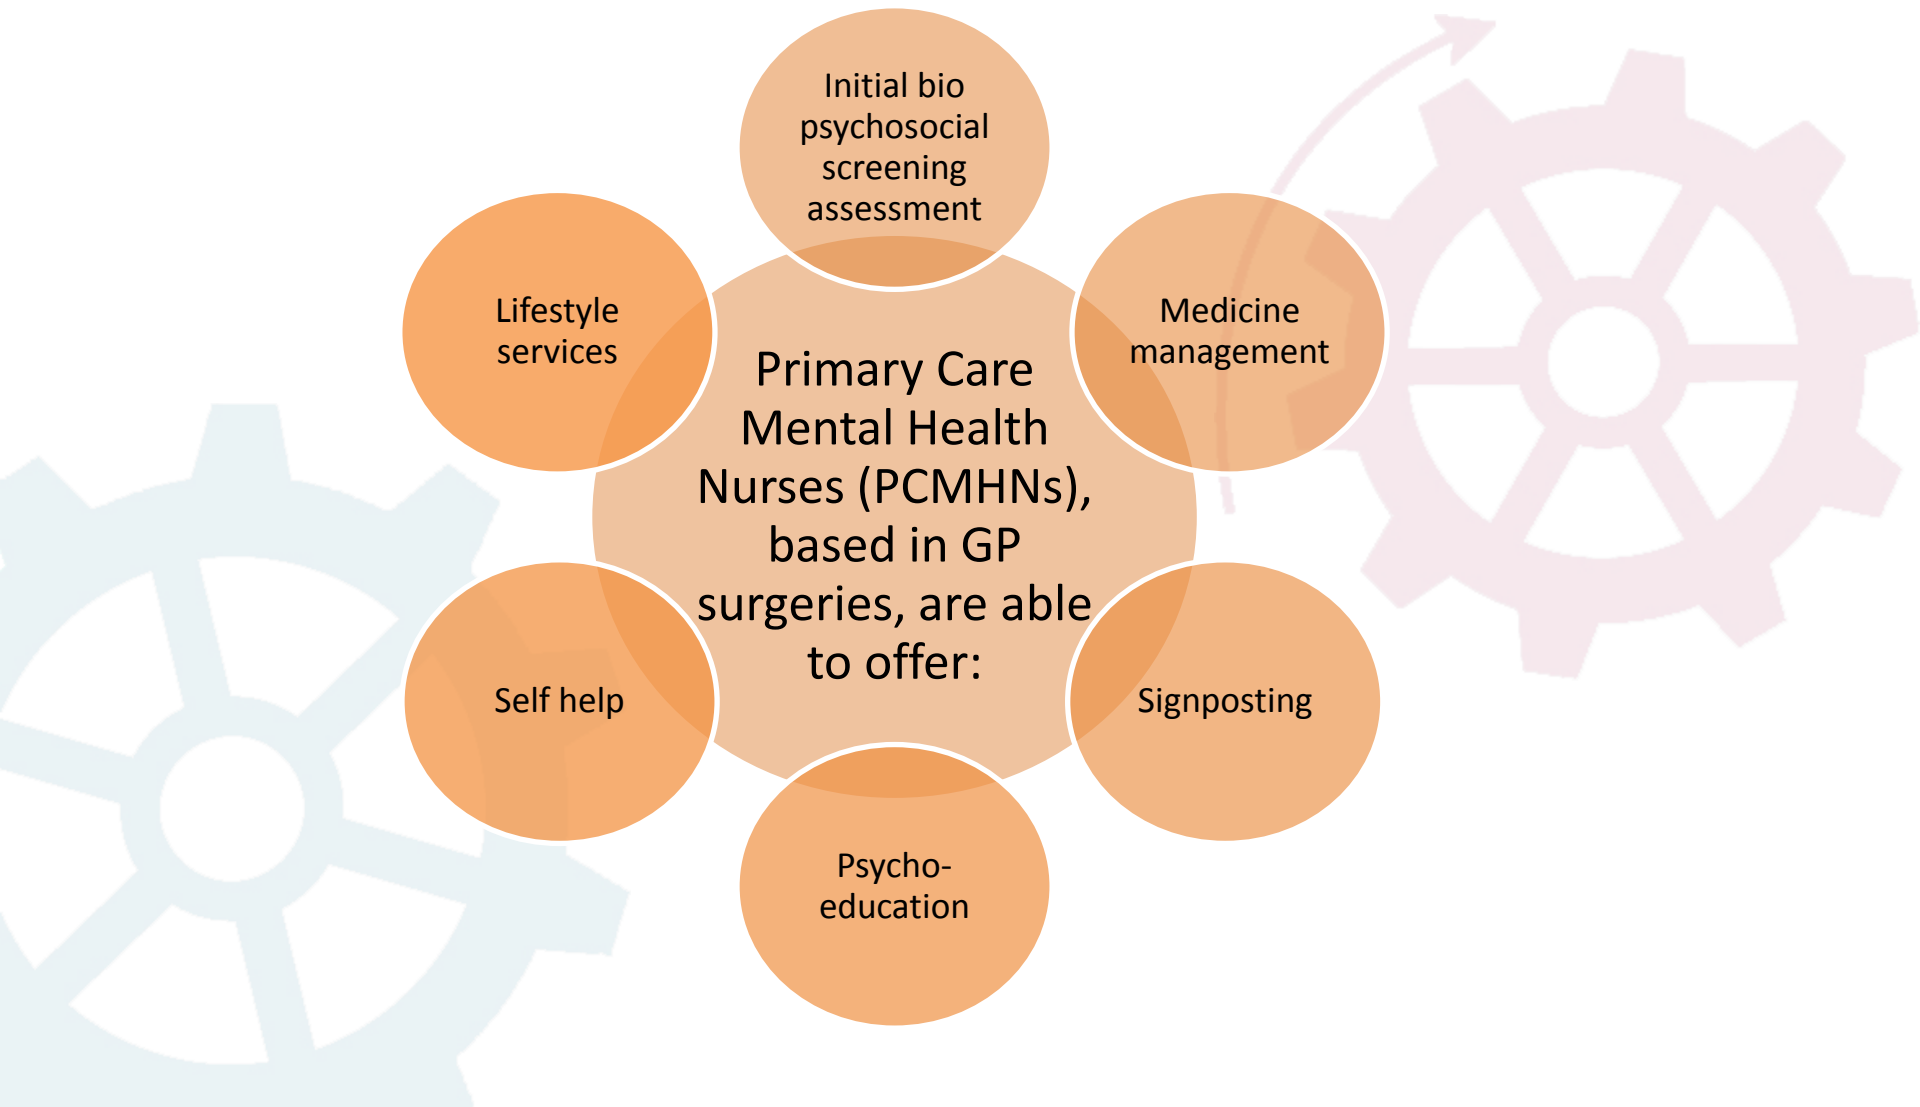 Initial bio
psychosocial
screening
assessment
Medicine
management
Lifestyle
services
Primary Care
Mental Health
Nurses (PCMHNs),
based in GP
surgeries, are able
to offer:
Signposting
Self help
Psycho-
education